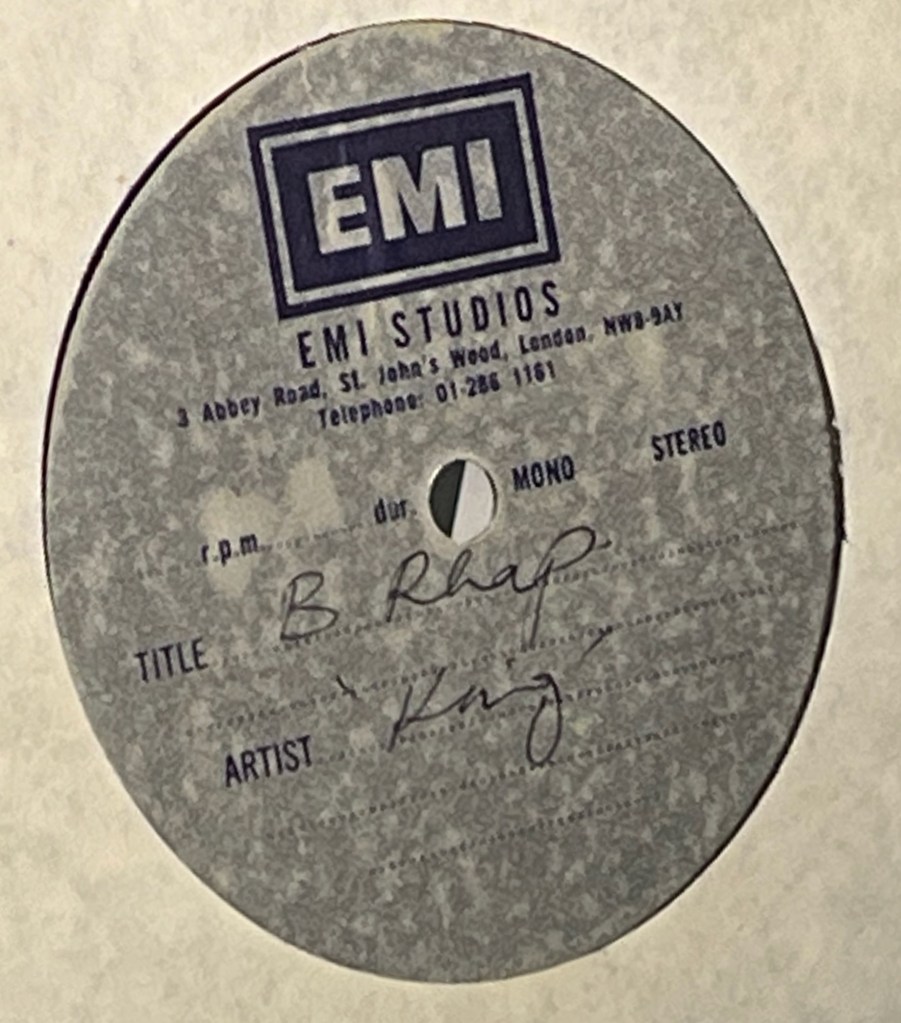 EMI
EMI STUDIOS
3 Abbey Road, St. John's Wood, London, NW8-9AY
Telephone: 01-286 1161
r.p.m. dur. MONO STEREO
TITLE B Rhap.
ARTIST 'King'